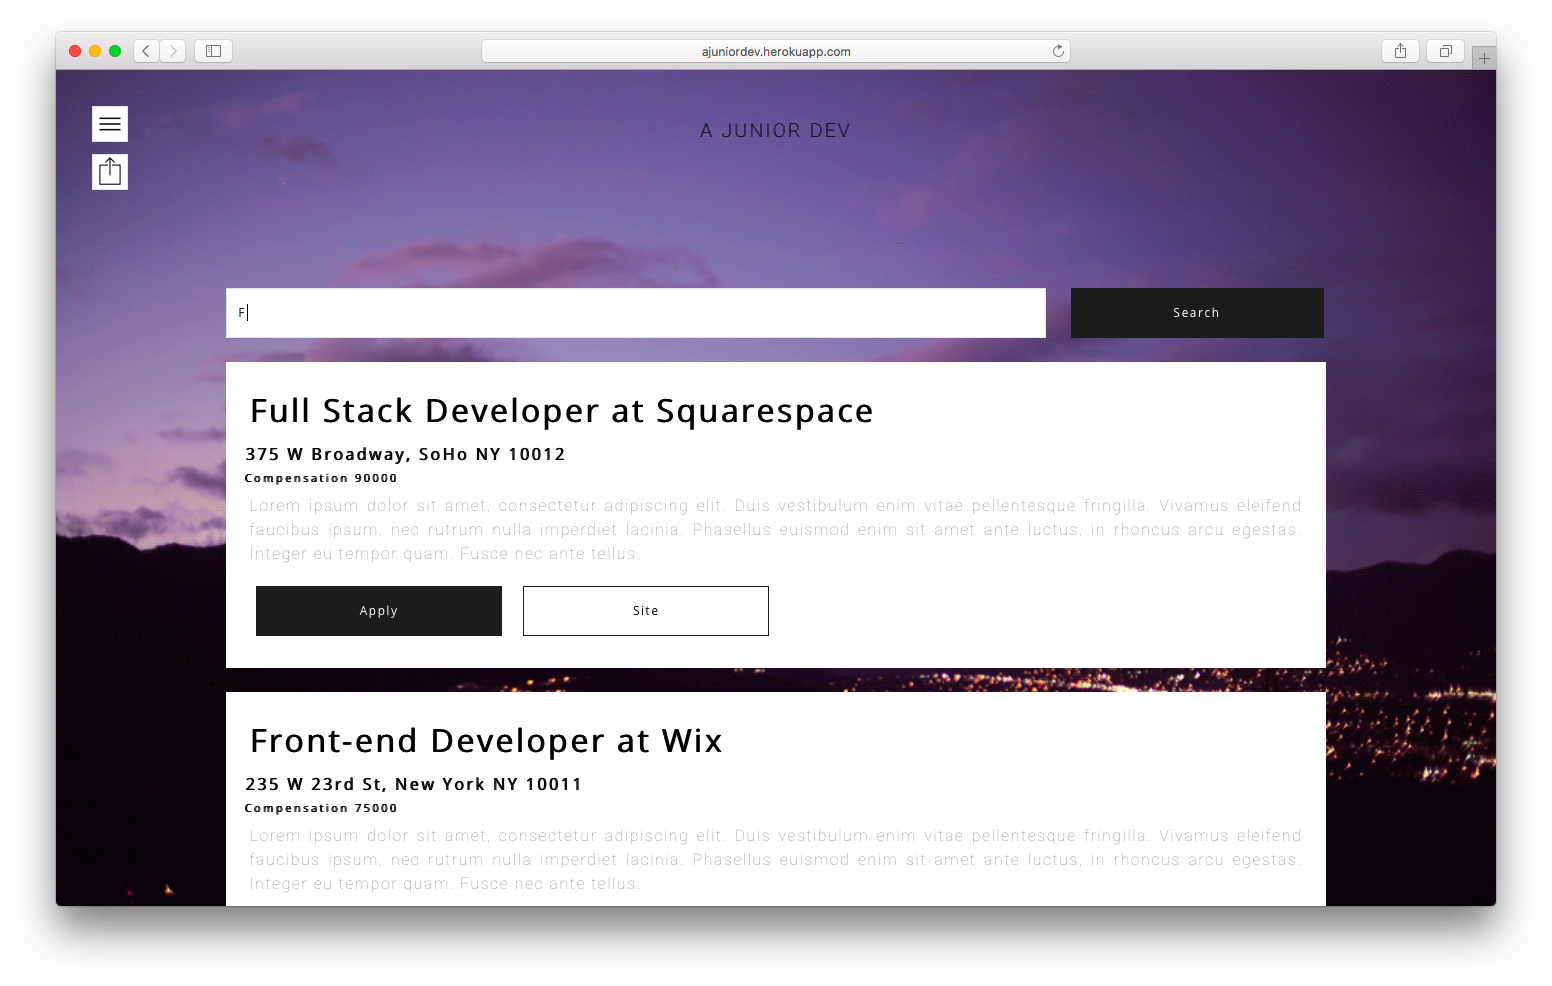 ajuniordev.herokuapp.com
A JUNIOR DEV
F
Search
Full Stack Developer at Squarespace
375 W Broadway, SoHo NY 10012
Compensation 90000
Lorem ipsum dolor sit amet, consectetur adipiscing elit. Duis vestibulum enim vitae pellentesque fringilla. Vivamus eleifend
faucibus ipsum, nec rutrum nulla imperdiet lacinia. Phasellus euismod enim sit amet ante luctus, in rhoncus arcu egestas.
Integer eu tempor quam. Fusce nec ante tellus.
Apply
Site
Front-end Developer at Wix
235 W 23rd St, New York NY 10011
Compensation 75000
Lorem ipsum dolor sit amet, consectetur adipiscing elit. Duis vestibulum enim vitae pellentesque fringilla. Vivamus eleifend
faucibus ipsum, nec rutrum nulla imperdiet lacinia. Phasellus euismod enim sit amet ante luctus, in rhoncus arcu egestas.
Integer eu tempor quam. Fusce nec ante tellus.